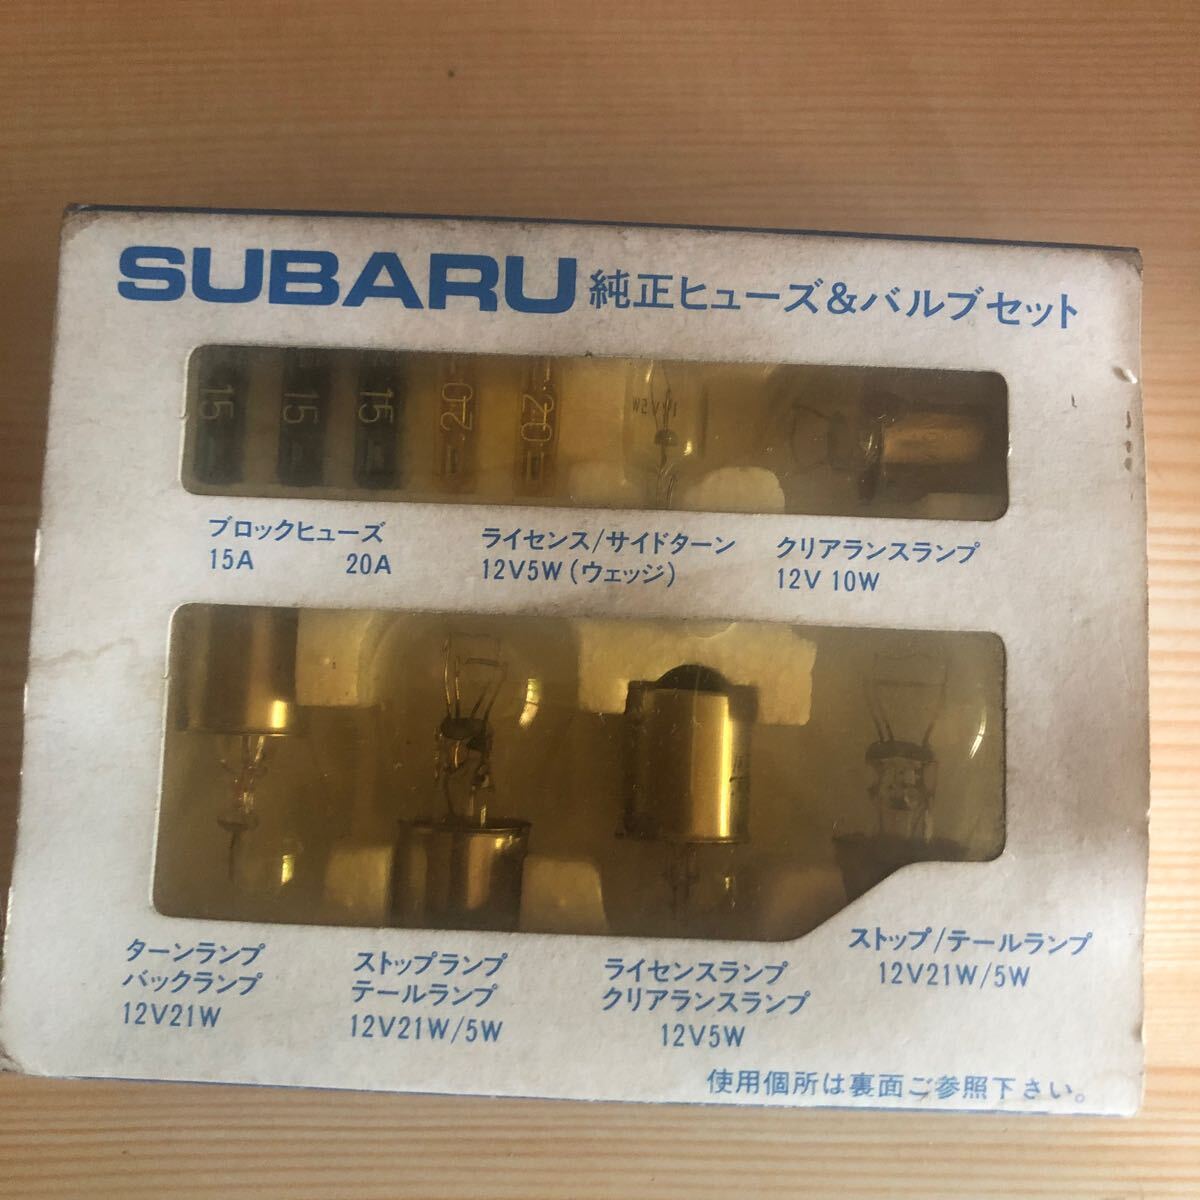 SUBARU 純正ヒューズ&バルブセット
15 15 15 20 20
ブロックヒューズ
15A 20A
ライセンス/サイドターン
12V5W(ウェッジ)
クリアランスランプ
12V 10W
ターンランプ
バックランプ
12V21W
ストップランプ
テールランプ
12V21W/5W
ライセンスランプ
クリアランスランプ
12V5W
ストップ/テールランプ
12V21W/5W
使用個所は裏面ご参照下さい。